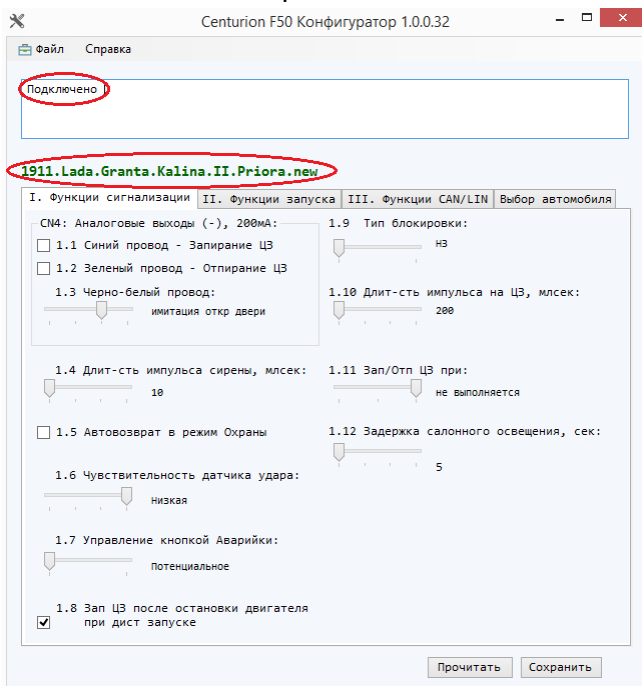 Centurion F50 Конфигуратор 1.0.0.32
Файл Справка
Подключено
1911.Lada.Granta.Kalina.II.Priora.new
I. Функции сигнализации II. Функции запуска III. Функции CAN/LIN Выбор автомобиля
CN4: Аналоговые выходы (-), 200мА:
1.1 Синий провод - Запирание ЦЗ
1.2 Зеленый провод - Отпирание ЦЗ
1.3 Черно-белый провод:
имитация откр двери
1.4 Длит-сть импульса сирены, млсек:
10
1.5 Автовозврат в режим Охраны
1.6 Чувствительность датчика удара:
Низкая
1.7 Управление кнопкой Аварийки:
Потенциальное
1.8 Зап ЦЗ после остановки двигателя
при дист запуске
1.9 Тип блокировки:
НЗ
1.10 Длит-сть импульса на ЦЗ, млсек:
200
1.11 Зап/Отп ЦЗ при:
не выполняется
1.12 Задержка салонного освещения, сек:
5
Прочитать Сохранить